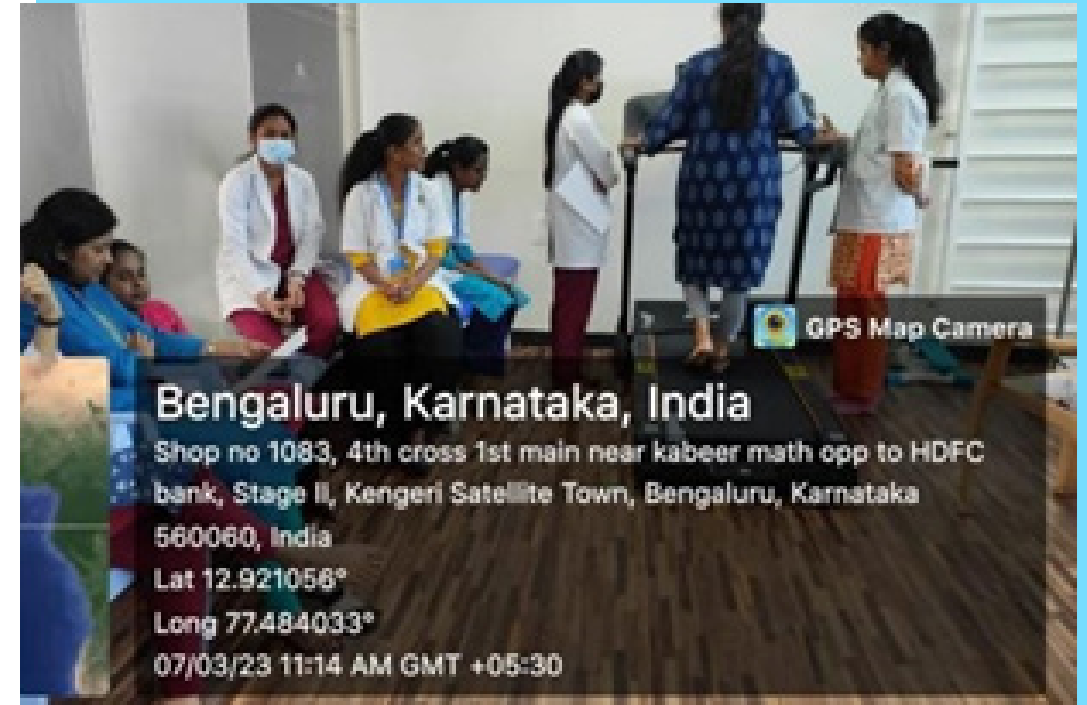 GPS Map Camera
Bengaluru, Karnataka, India
Shop no 1083, 4th cross 1st main near kabeer math opp to HDFC
bank, Stage II, Kengeri Satellite Town, Bengaluru, Karnataka
560060, India
Lat 12.921056°
Long 77.484033°
07/03/23 11:14 AM GMT +05:30